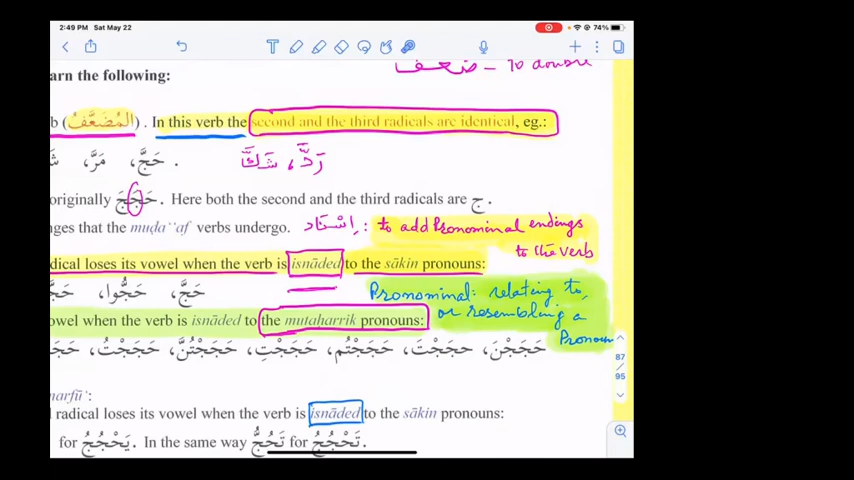 2:49 PM Sat May 22
74%
ضعف - To double
arn the following:
b (المُضَعَّفُ). In this verb the second and the third radicals are identical, eg.:
حَجَّ، مَرَّ، شَ
رَدَّ، شَكَّ
originally حَجَجَ. Here both the second and the third radicals are ج.
nges that the muḍaʿʿaf verbs undergo.
إسْنَاد: to add Pronominal endings to the verb
dical loses its vowel when the verb is isnāded to the sākin pronouns:
حَجَّ، حَجُّوا، حَجَّ
Pronominal: relating to, or resembling a Pronoun
owel when the verb is isnāded to the mutaharrik pronouns:
حَجَجْنَ، حَجَجْتَ، حَجَجْتُم، حَجَجْتِ، حَجَجْتُنَّ، حَجَجْتُ، حَجَجْ
87
95
marfūʿ:
d radical loses its vowel when the verb is isnāded to the sākin pronouns:
for يَحْجُجُ. In the same way تَحُجُّ for تَحْجُجُ.